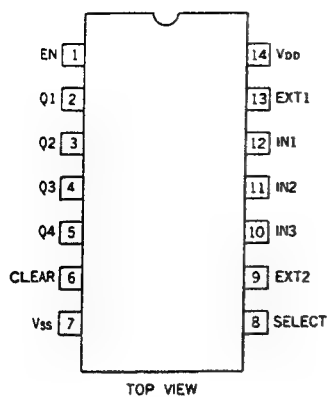 EN 1 14 VDD
Q1 2 13 EXT1
Q2 3 12 IN1
Q3 4 11 IN2
Q4 5 10 IN3
CLEAR 6 9 EXT2
VSS 7 8 SELECT
TOP VIEW